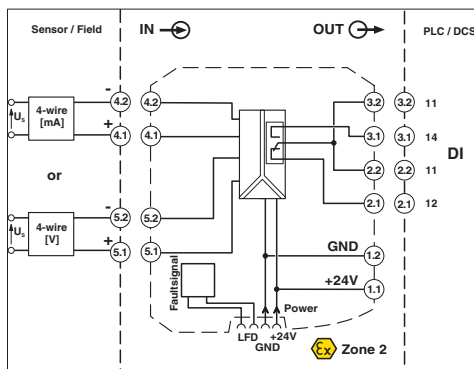 Sensor / Field IN OUT PLC / DCS
- 4.2 4.2 3.2 3.2 11
4-wire
[mA]
Us
+ 4.1 4.1 3.1 3.1 14
or
DI
2.2 2.2 11
- 5.2 5.2 2.1 2.1 12
4-wire
[V]
Us
+ 5.1 5.1
GND 1.2
+24V 1.1
Faultsignal
Power
LFD +24V
GND
Ex Zone 2